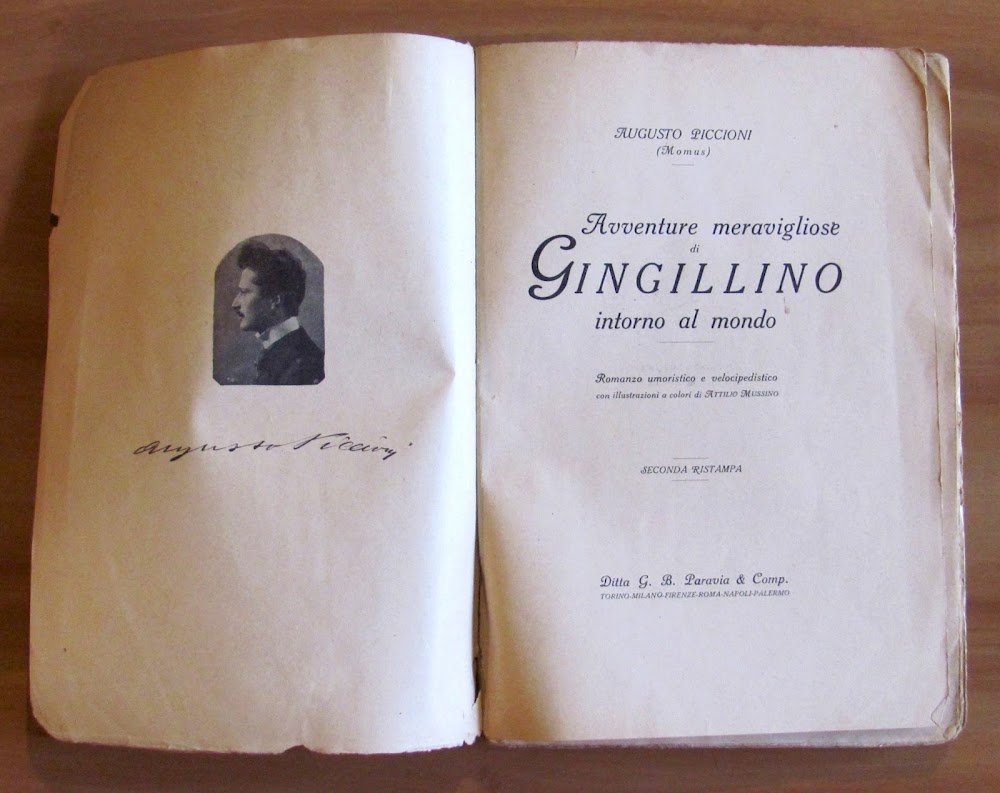 Augusto Piccioni
AUGUSTO PICCIONI
(Momus)
Avventure meravigliose
di
GINGILLINO
intorno al mondo
Romanzo umoristico e velocipedistico
con illustrazioni a colori di ATTILIO MUSSINO
SECONDA RISTAMPA
Ditta G. B. Paravia & Comp.
TORINO-MILANO-FIRENZE-ROMA-NAPOLI-PALERMO